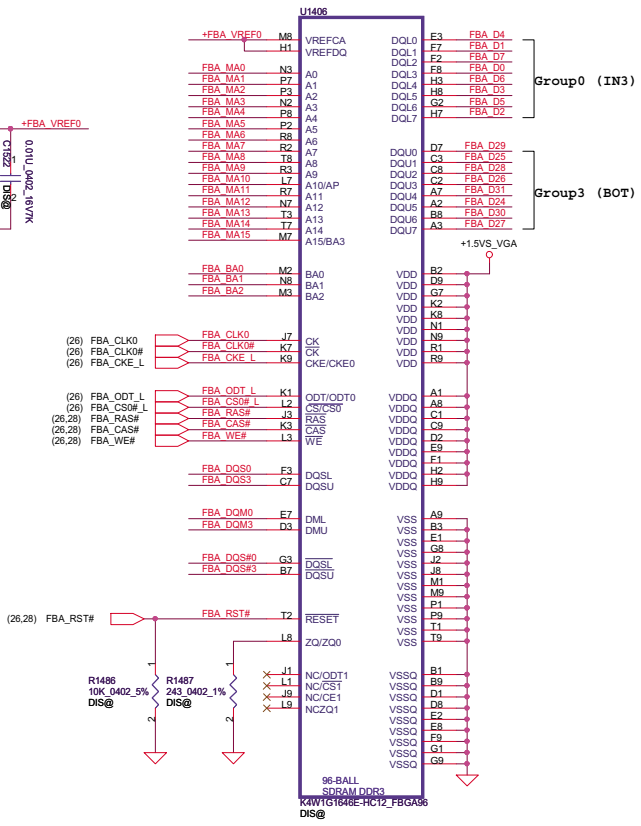 U1406
+FBA_VREF0 M8 VREFCA DQL0 E3 FBA_D4
H1 VREFDQ DQL1 F7 FBA_D1
DQL2 F2 FBA_D7
FBA_MA0 N3 A0 DQL3 F8 FBA_D0
FBA_MA1 P7 A1 DQL4 H3 FBA_D6
FBA_MA2 P3 A2 DQL5 H8 FBA_D3
FBA_MA3 N2 A3 DQL6 G2 FBA_D5
FBA_MA4 P8 A4 DQL7 H7 FBA_D2
Group0 (IN3)
FBA_MA5 P2 A5
FBA_MA6 R8 A6
FBA_MA7 R2 A7 DQU0 D7 FBA_D29
FBA_MA8 T8 A8 DQU1 C3 FBA_D25
FBA_MA9 R3 A9 DQU2 C8 FBA_D28
FBA_MA10 L7 A10/AP DQU3 C2 FBA_D26
FBA_MA11 R7 A11 DQU4 A7 FBA_D31
FBA_MA12 N7 A12 DQU5 A2 FBA_D24
FBA_MA13 T3 A13 DQU6 B8 FBA_D30
FBA_MA14 T7 A14 DQU7 A3 FBA_D27
FBA_MA15 M7 A15/BA3
Group3 (BOT)
+FBA_VREF0
C1522
1
2
0.01U_0402_16V7K
DIS@
+1.5VS_VGA
FBA_BA0 M2 BA0 VDD B2
FBA_BA1 N8 BA1 VDD D9
FBA_BA2 M3 BA2 VDD G7
VDD K2
VDD K8
VDD N1
(26) FBA_CLK0 FBA_CLK0 J7 CK VDD N9
(26) FBA_CLK0# FBA_CLK0# K7 CK VDD R1
(26) FBA_CKE_L FBA_CKE_L K9 CKE/CKE0 VDD R9
(26) FBA_ODT_L FBA_ODT_L K1 ODT/ODT0 VDDQ A1
(26) FBA_CS0#_L FBA_CS0#_L L2 CS/CS0 VDDQ A8
(26,28) FBA_RAS# FBA_RAS# J3 RAS VDDQ C1
(26,28) FBA_CAS# FBA_CAS# K3 CAS VDDQ C9
(26,28) FBA_WE# FBA_WE# L3 WE VDDQ D2
VDDQ E9
VDDQ F1
FBA_DQS0 F3 DQSL VDDQ H2
FBA_DQS3 C7 DQSU VDDQ H9
FBA_DQM0 E7 DML VSS A9
FBA_DQM3 D3 DMU VSS B3
VSS E1
VSS G8
FBA_DQS#0 G3 DQSL VSS J2
FBA_DQS#3 B7 DQSU VSS J8
VSS M1
VSS M9
VSS P1
(26,28) FBA_RST# FBA_RST# T2 RESET VSS P9
VSS T1
L8 ZQ/ZQ0 VSS T9
J1 NC/ODT1 VSSQ B1
L1 NC/CS1 VSSQ B9
J9 NC/CE1 VSSQ D1
L9 NCZQ1 VSSQ D8
VSSQ E2
VSSQ E8
VSSQ F9
VSSQ G1
VSSQ G9
1
R1486
10K_0402_5%
DIS@
2
1
R1487
243_0402_1%
DIS@
2
96-BALL
SDRAM DDR3
K4W1G1646E-HC12_FBGA96
DIS@